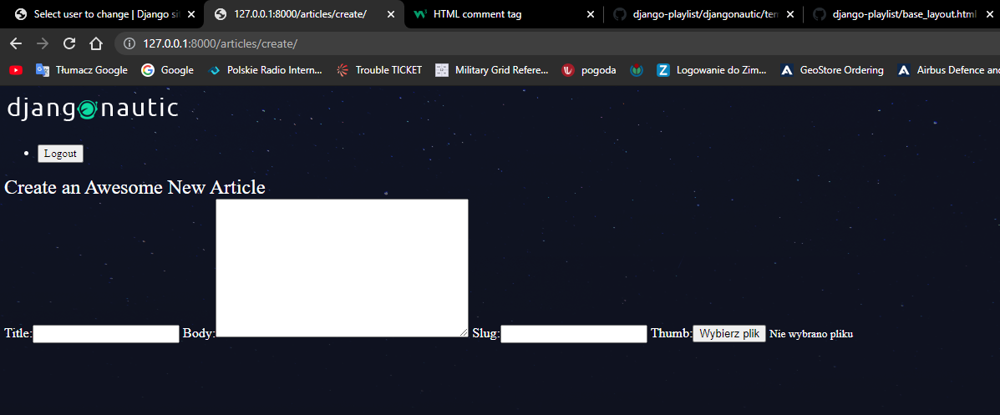 Select user to change | Django sit
127.0.0.1:8000/articles/create/
HTML comment tag
django-playlist/djangonautic/tem
django-playlist/base_layout.html
127.0.0.1:8000/articles/create/
Tłumacz Google
Google
Polskie Radio Intern...
Trouble TICKET
Military Grid Refere...
pogoda
Logowanie do Zim...
GeoStore Ordering
Airbus Defence and
djangonautic
Logout
Create an Awesome New Article
Title:
Body:
Slug:
Thumb:
Wybierz plik
Nie wybrano pliku